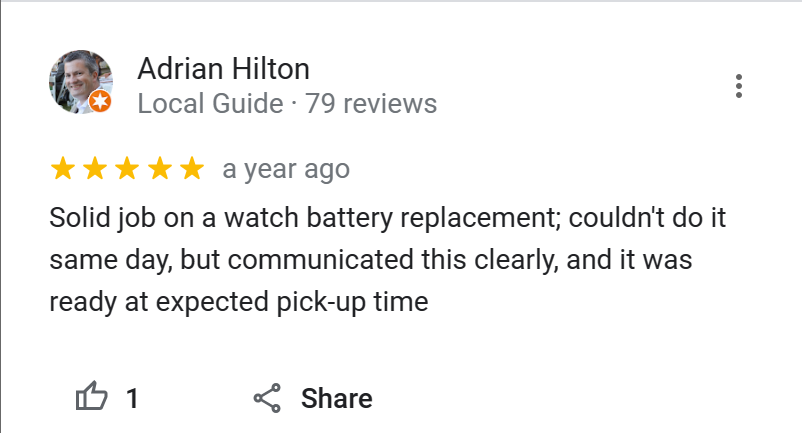 Adrian Hilton
Local Guide · 79 reviews
a year ago
Solid job on a watch battery replacement; couldn't do it
same day, but communicated this clearly, and it was
ready at expected pick-up time
1 Share